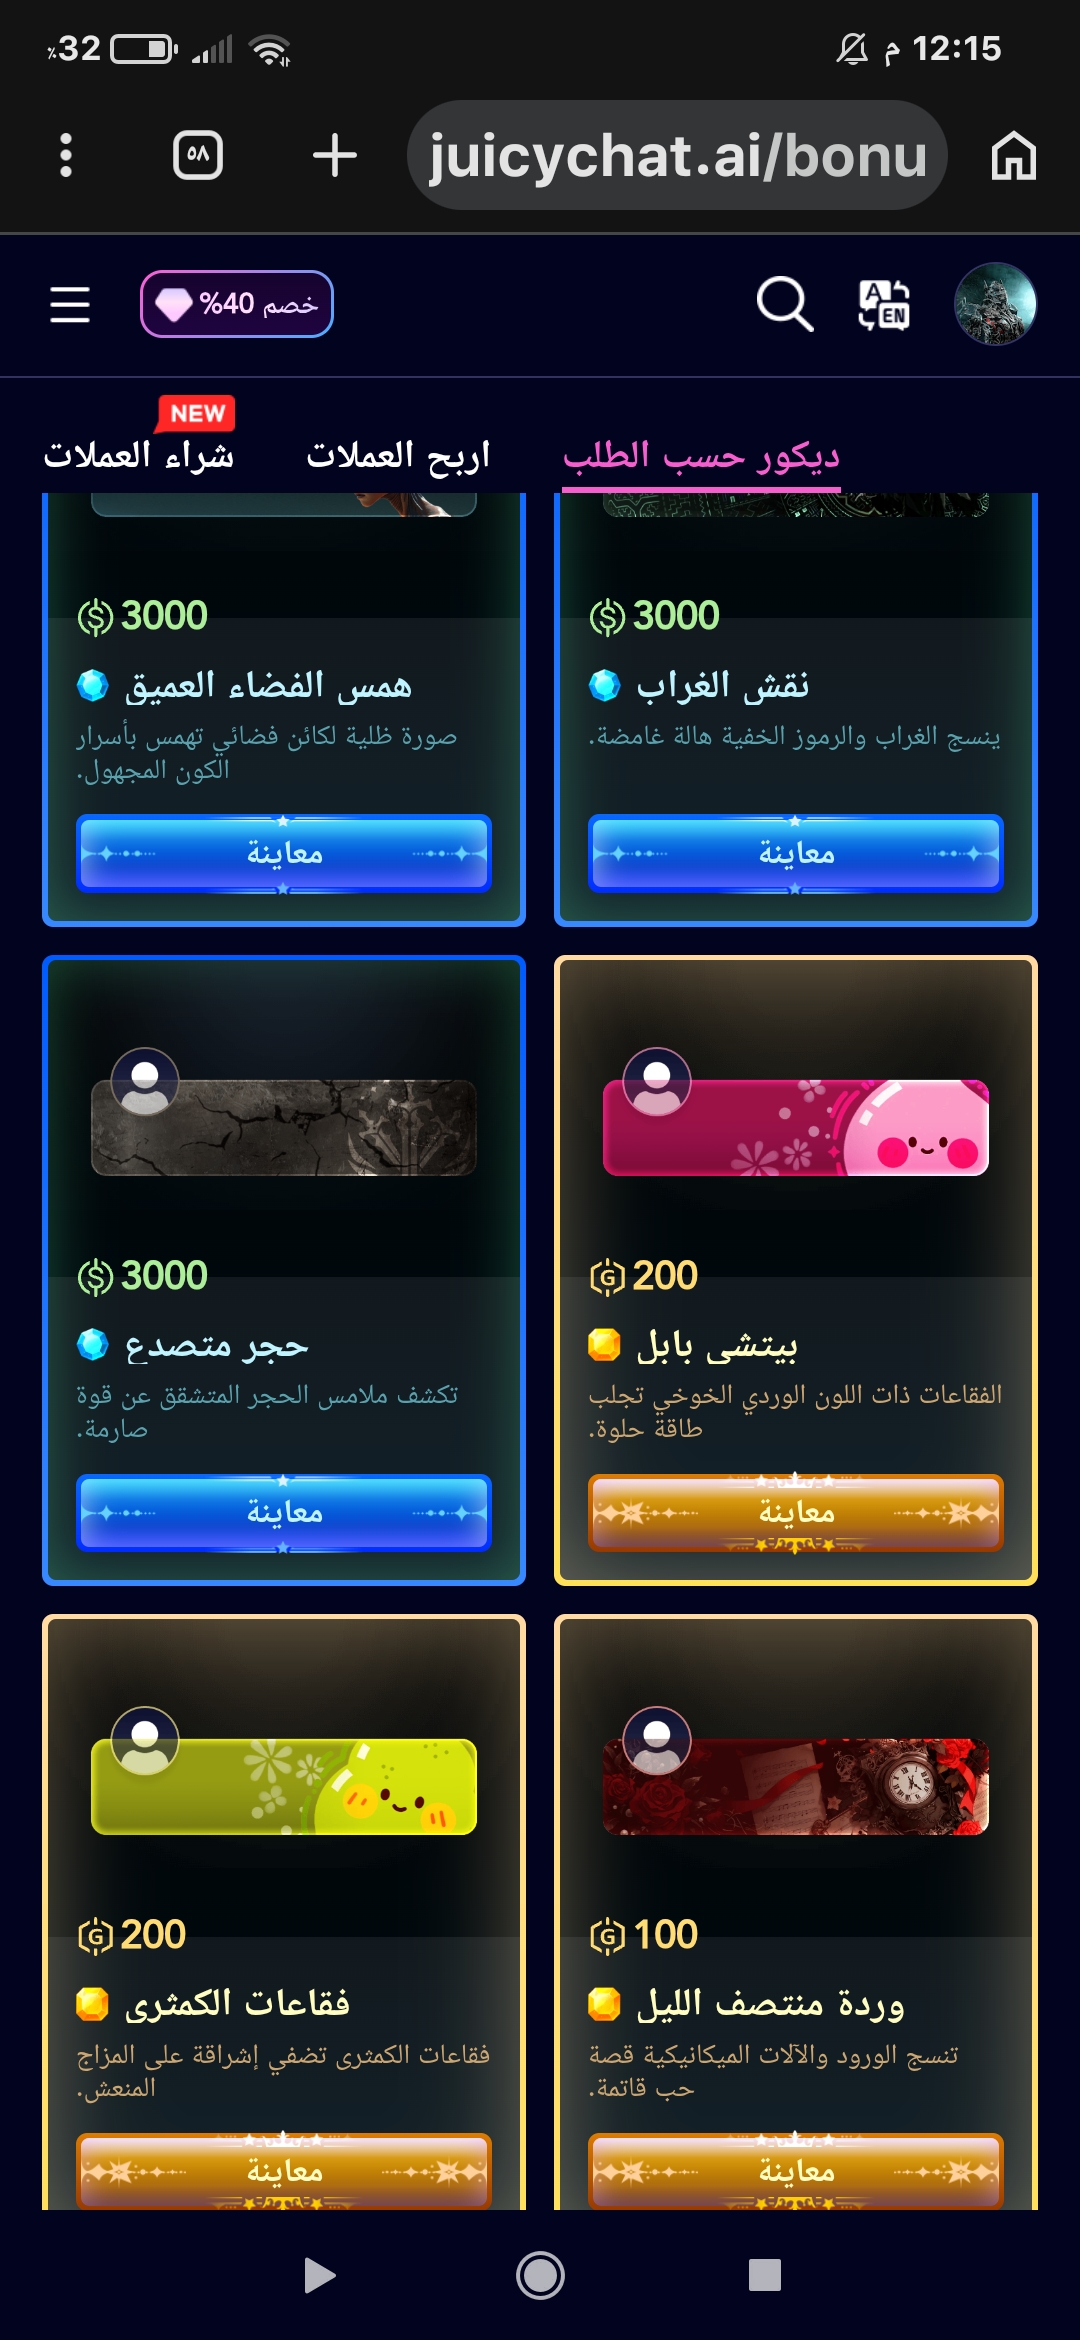 %32
12:15 م
٥٨
juicychat.ai/bonu
خصم 40%
A
EN
NEW
شراء العملات
اربح العملات
ديكور حسب الطلب
3000
همس الفضاء العميق
صورة ظلية لكائن فضائي تهمس بأسرار
الكون المجهول.
معاينة
3000
نقش الغراب
ينسج الغراب والرموز الخفية هالة غامضة.
معاينة
3000
حجر متصدع
تكشف ملامس الحجر المتشقق عن قوة
صارمة.
معاينة
G 200
بيتشي بابل
الفقاعات ذات اللون الوردي الخوخي تجلب
طاقة حلوة.
معاينة
G 200
فقاعات الكمثرى
فقاعات الكمثرى تضفي إشراقة على المزاج
المنعش.
معاينة
G 100
وردة منتصف الليل
تنسج الورود والآلات الميكانيكية قصة
حب قاتمة.
معاينة